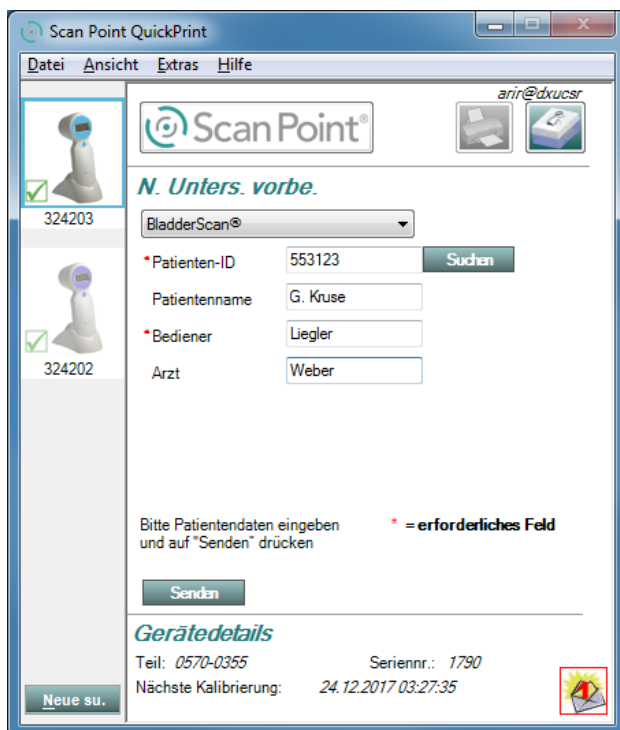 Scan Point QuickPrint
Datei Ansicht Extras Hilfe
arir@dxucsr
Scan Point®
N. Unters. vorbe.
324203
BladderScan®
*Patienten-ID 553123 Suchen
Patientenname G. Kruse
*Bediener Liegler
324202
Arzt Weber
Bitte Patientendaten eingeben * = erforderliches Feld
und auf "Senden" drücken
Senden
Gerätedetails
Teil: 0570-0355 Seriennr.: 1790
Nächste Kalibrierung: 24.12.2017 03:27:35
Neue su.